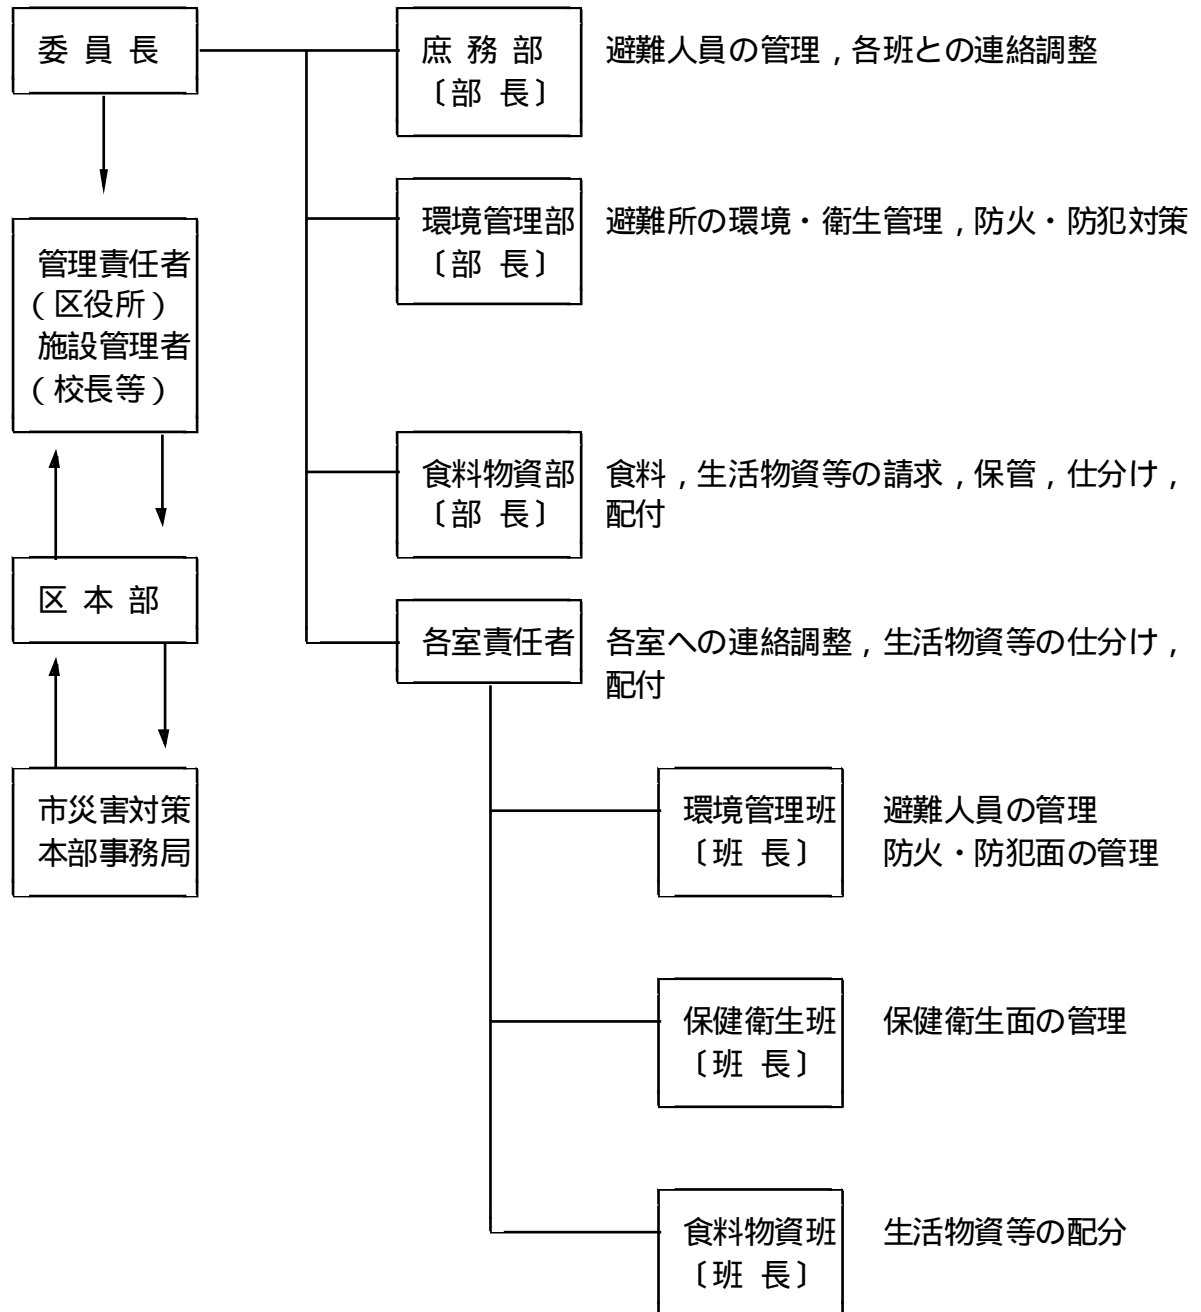 委 員 長
庶 務 部
〔部 長〕
避難人員の管理，各班との連絡調整
環境管理部
〔部 長〕
避難所の環境・衛生管理，防火・防犯対策
管理責任者
（区役所）
施設管理者
（校長等）
食料物資部
〔部 長〕
食料，生活物資等の請求，保管，仕分け，
配付
区 本 部
各室責任者
各室への連絡調整，生活物資等の仕分け，
配付
市災害対策
本部事務局
環境管理班
〔班 長〕
避難人員の管理
防火・防犯面の管理
保健衛生班
〔班 長〕
保健衛生面の管理
食料物資班
〔班 長〕
生活物資等の配分